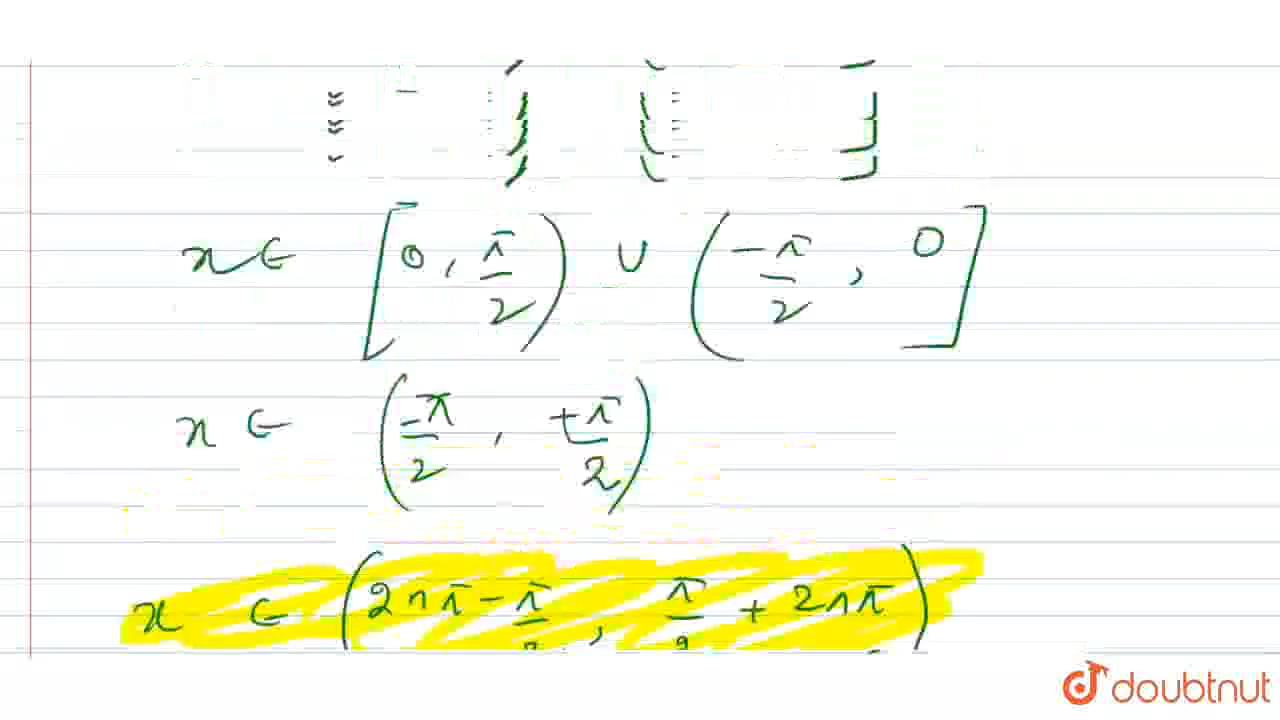 x ∈ [0, π/2) ∪ (-π/2, 0]
x ∈ (-π/2, +π/2)
x ∈ (2nπ - π/2, π/2 + 2nπ)
doubtnut